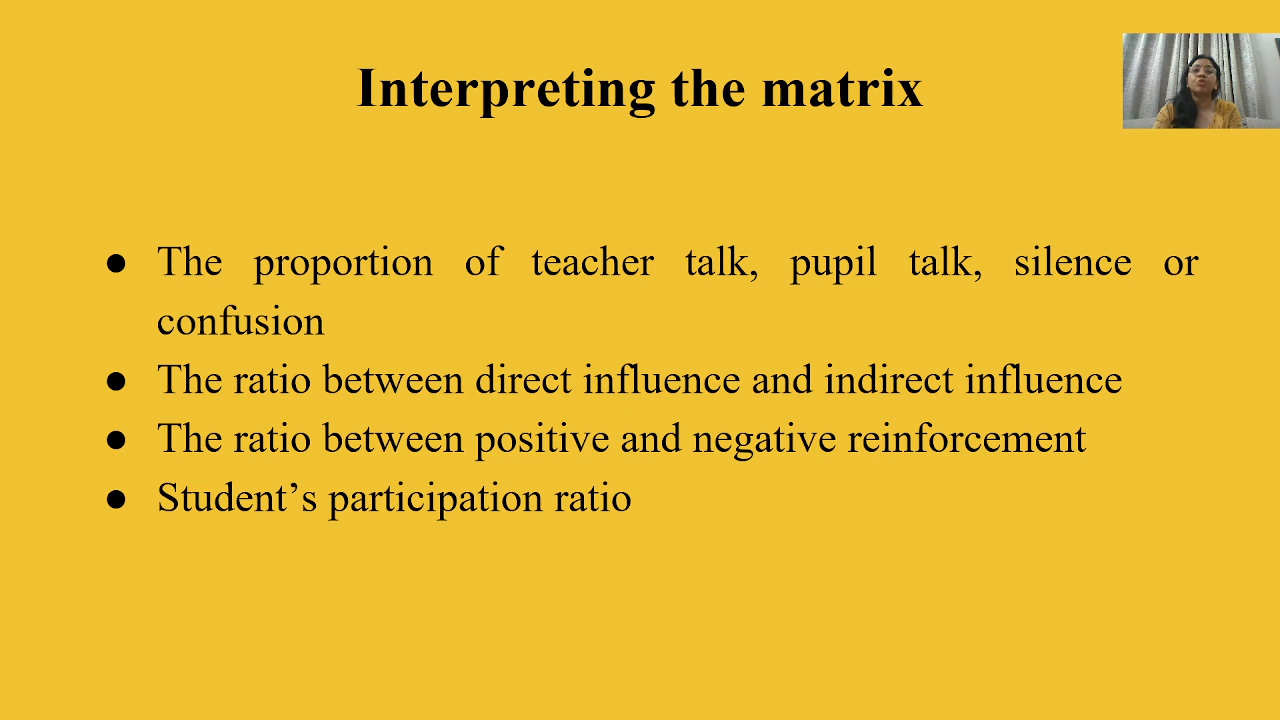 Interpreting the matrix
● The proportion of teacher talk, pupil talk, silence or
confusion
● The ratio between direct influence and indirect influence
● The ratio between positive and negative reinforcement
● Student’s participation ratio